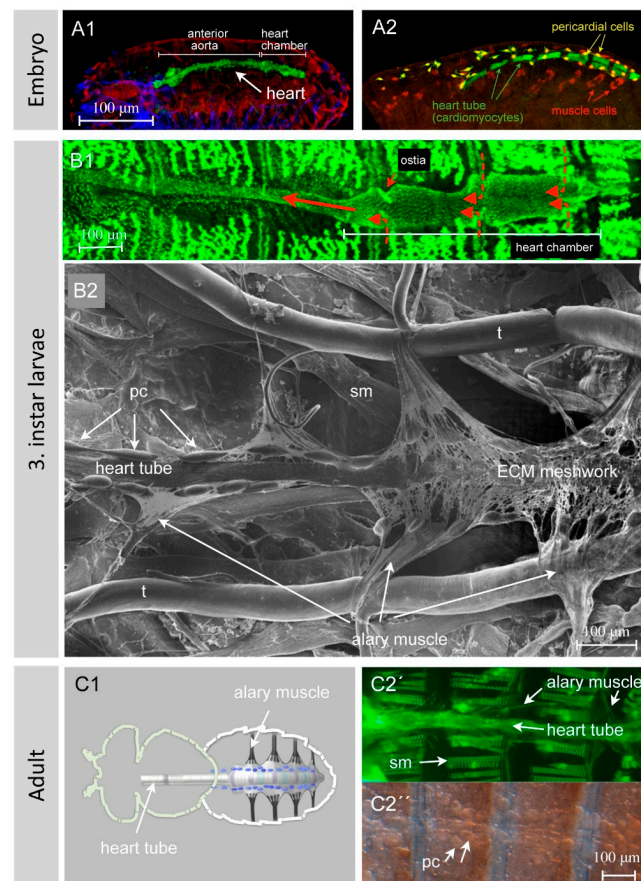 Embryo
A1
anterior
aorta
heart
chamber
heart
100 μm
A2
pericardial cells
heart tube
(cardiomyocytes)
muscle cells
3. instar larvae
B1
ostia
100 μm
heart chamber
B2
t
sm
pc
heart tube
ECM meshwork
t
alary muscle
100 μm
Adult
C1
alary muscle
heart tube
C2´
alary muscle
heart tube
sm
C2´´
pc
100 μm